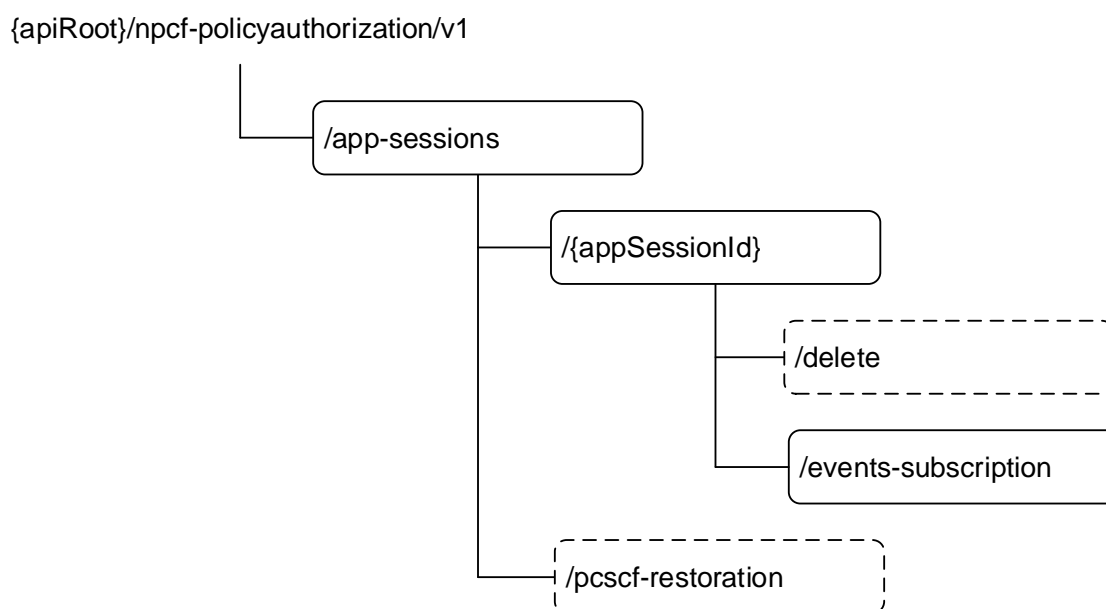 {apiRoot}/npcf-policyauthorization/v1
/app-sessions
/{appSessionId}
/delete
/events-subscription
/pcscf-restoration